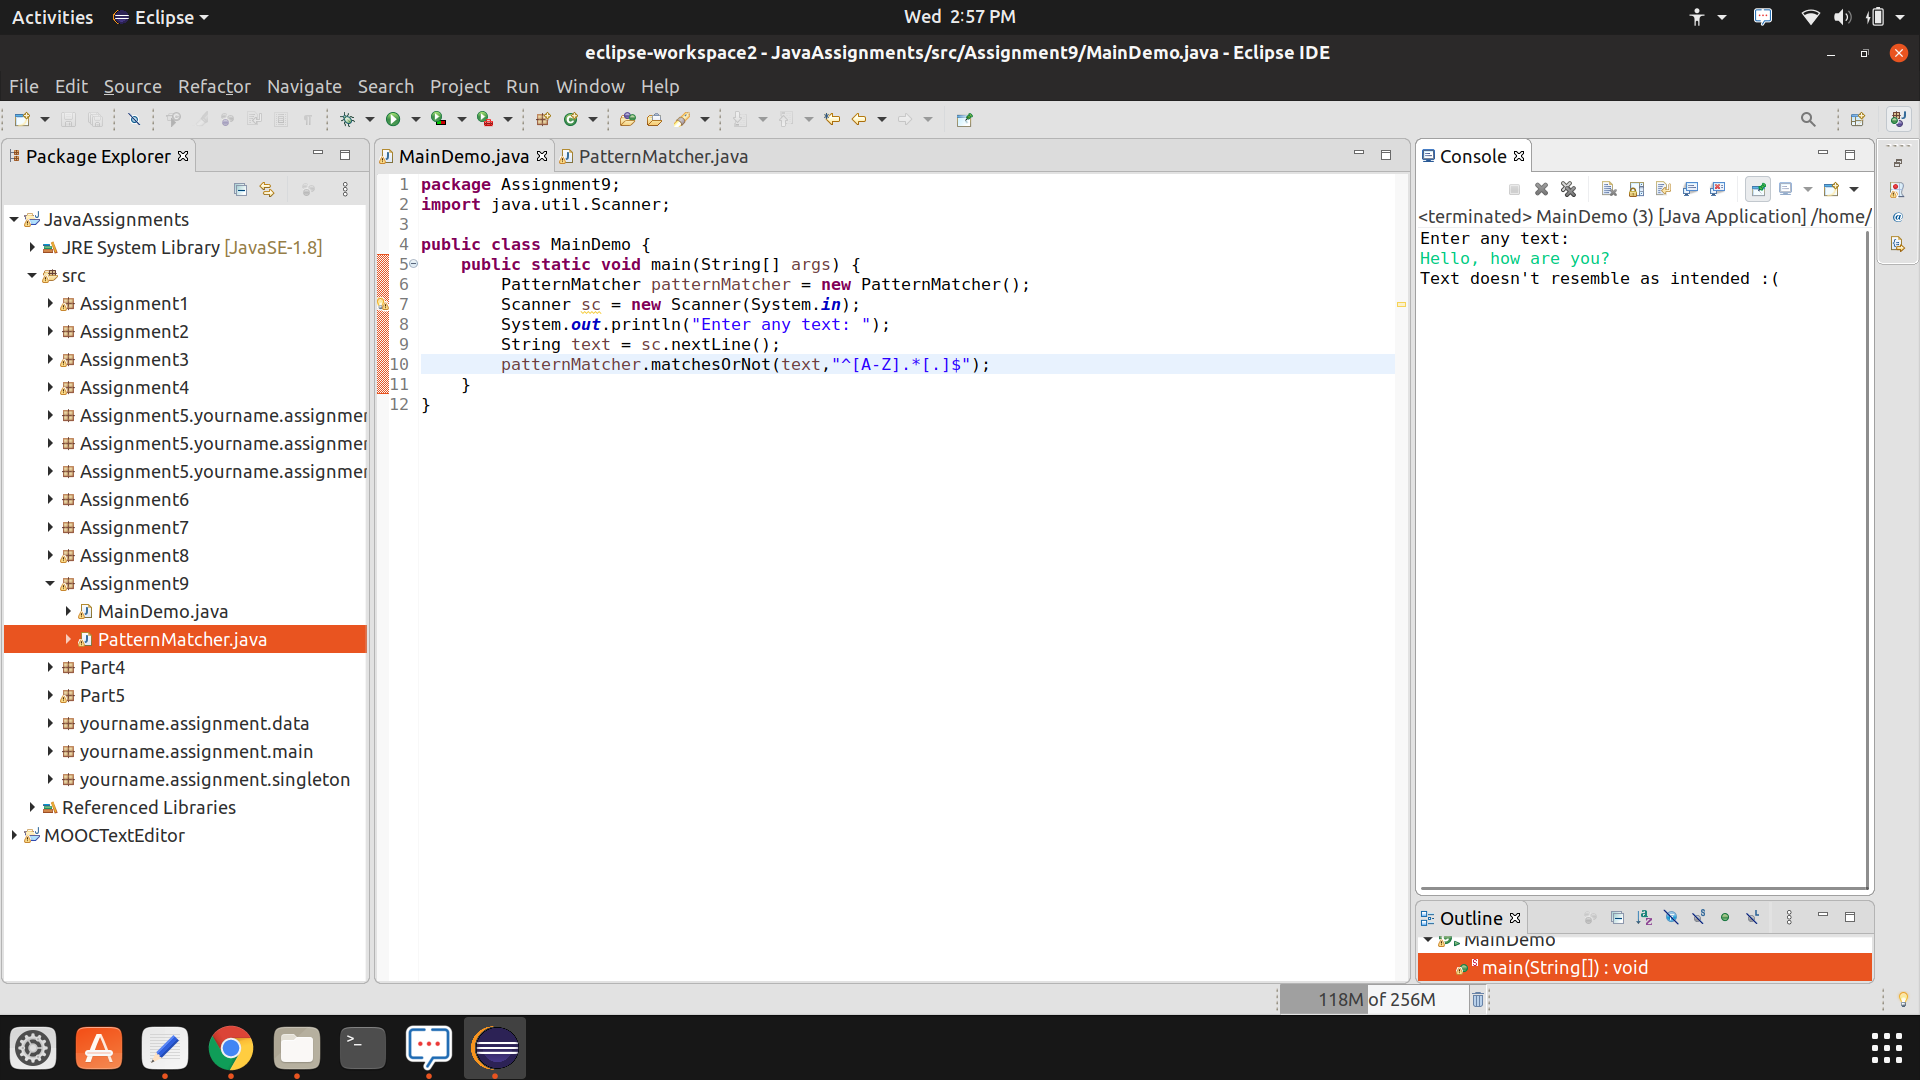 Activities Eclipse Wed 2:57 PM
eclipse-workspace2 - JavaAssignments/src/Assignment9/MainDemo.java - Eclipse IDE
File Edit Source Refactor Navigate Search Project Run Window Help
Package Explorer
JavaAssignments
JRE System Library [JavaSE-1.8]
src
Assignment1
Assignment2
Assignment3
Assignment4
Assignment5.yourname.assignmer
Assignment5.yourname.assignmer
Assignment5.yourname.assignmer
Assignment6
Assignment7
Assignment8
Assignment9
MainDemo.java
PatternMatcher.java
Part4
Part5
yourname.assignment.data
yourname.assignment.main
yourname.assignment.singleton
Referenced Libraries
MOOCTextEditor
MainDemo.java PatternMatcher.java
1 package Assignment9;
2 import java.util.Scanner;
3
4 public class MainDemo {
5 public static void main(String[] args) {
6 PatternMatcher patternMatcher = new PatternMatcher();
7 Scanner sc = new Scanner(System.in);
8 System.out.println("Enter any text: ");
9 String text = sc.nextLine();
10 patternMatcher.matchesOrNot(text,"^[A-Z].*[.]$");
11 }
12 }
Console
<terminated> MainDemo (3) [Java Application] /home/
Enter any text:
Hello, how are you?
Text doesn't resemble as intended :(
Outline
MainDemo
main(String[]) : void
118M of 256M